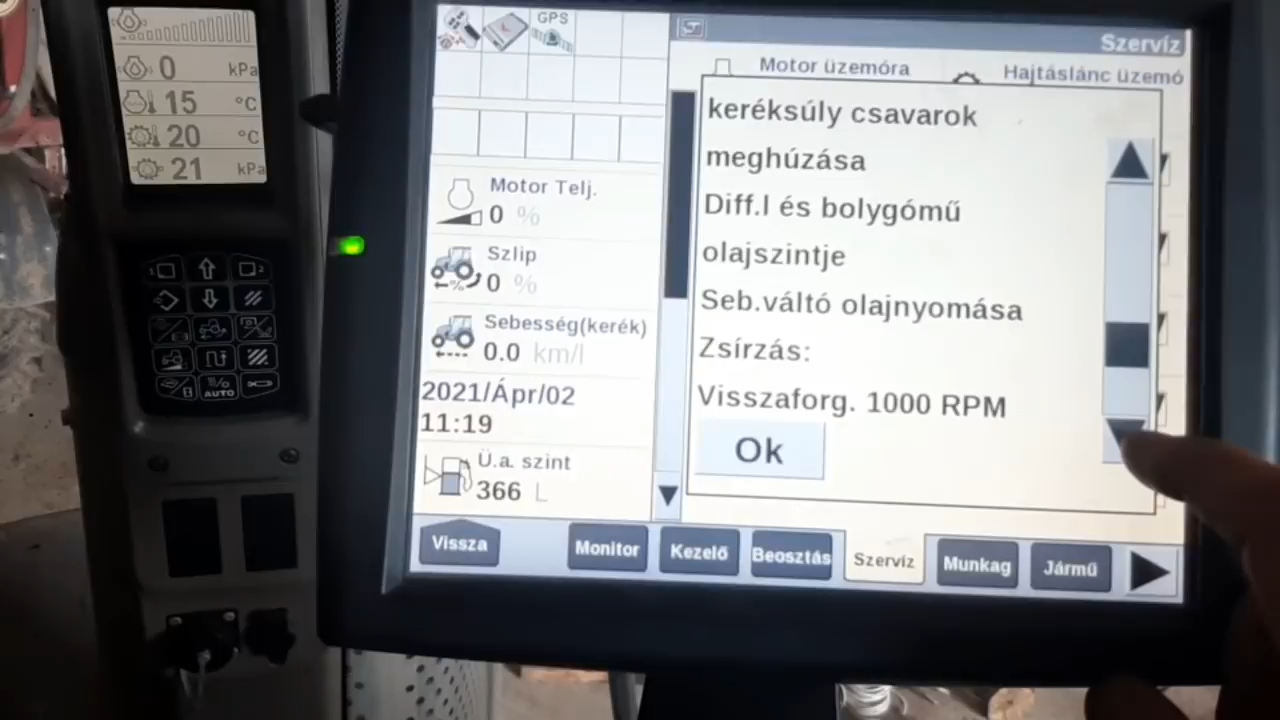 0 kPa
15 °C
20 °C
21 kPa
AUTO
GPS
Motor Telj.
0 %
Szlip
0 %
Sebesség(kerék)
0.0 km/l
2021/Ápr/02
11:19
Ü.a. szint
366 L
Szervíz
Motor üzemóra
Hajtáslánc üzemó
keréksúly csavarok
meghúzása
Diff.l és bolygómű
olajszintje
Seb.váltó olajnyomása
Zsírzás:
Visszaforg. 1000 RPM
Ok
Vissza
Monitor
Kezelő
Beosztás
Szervíz
Munkag
Jármű